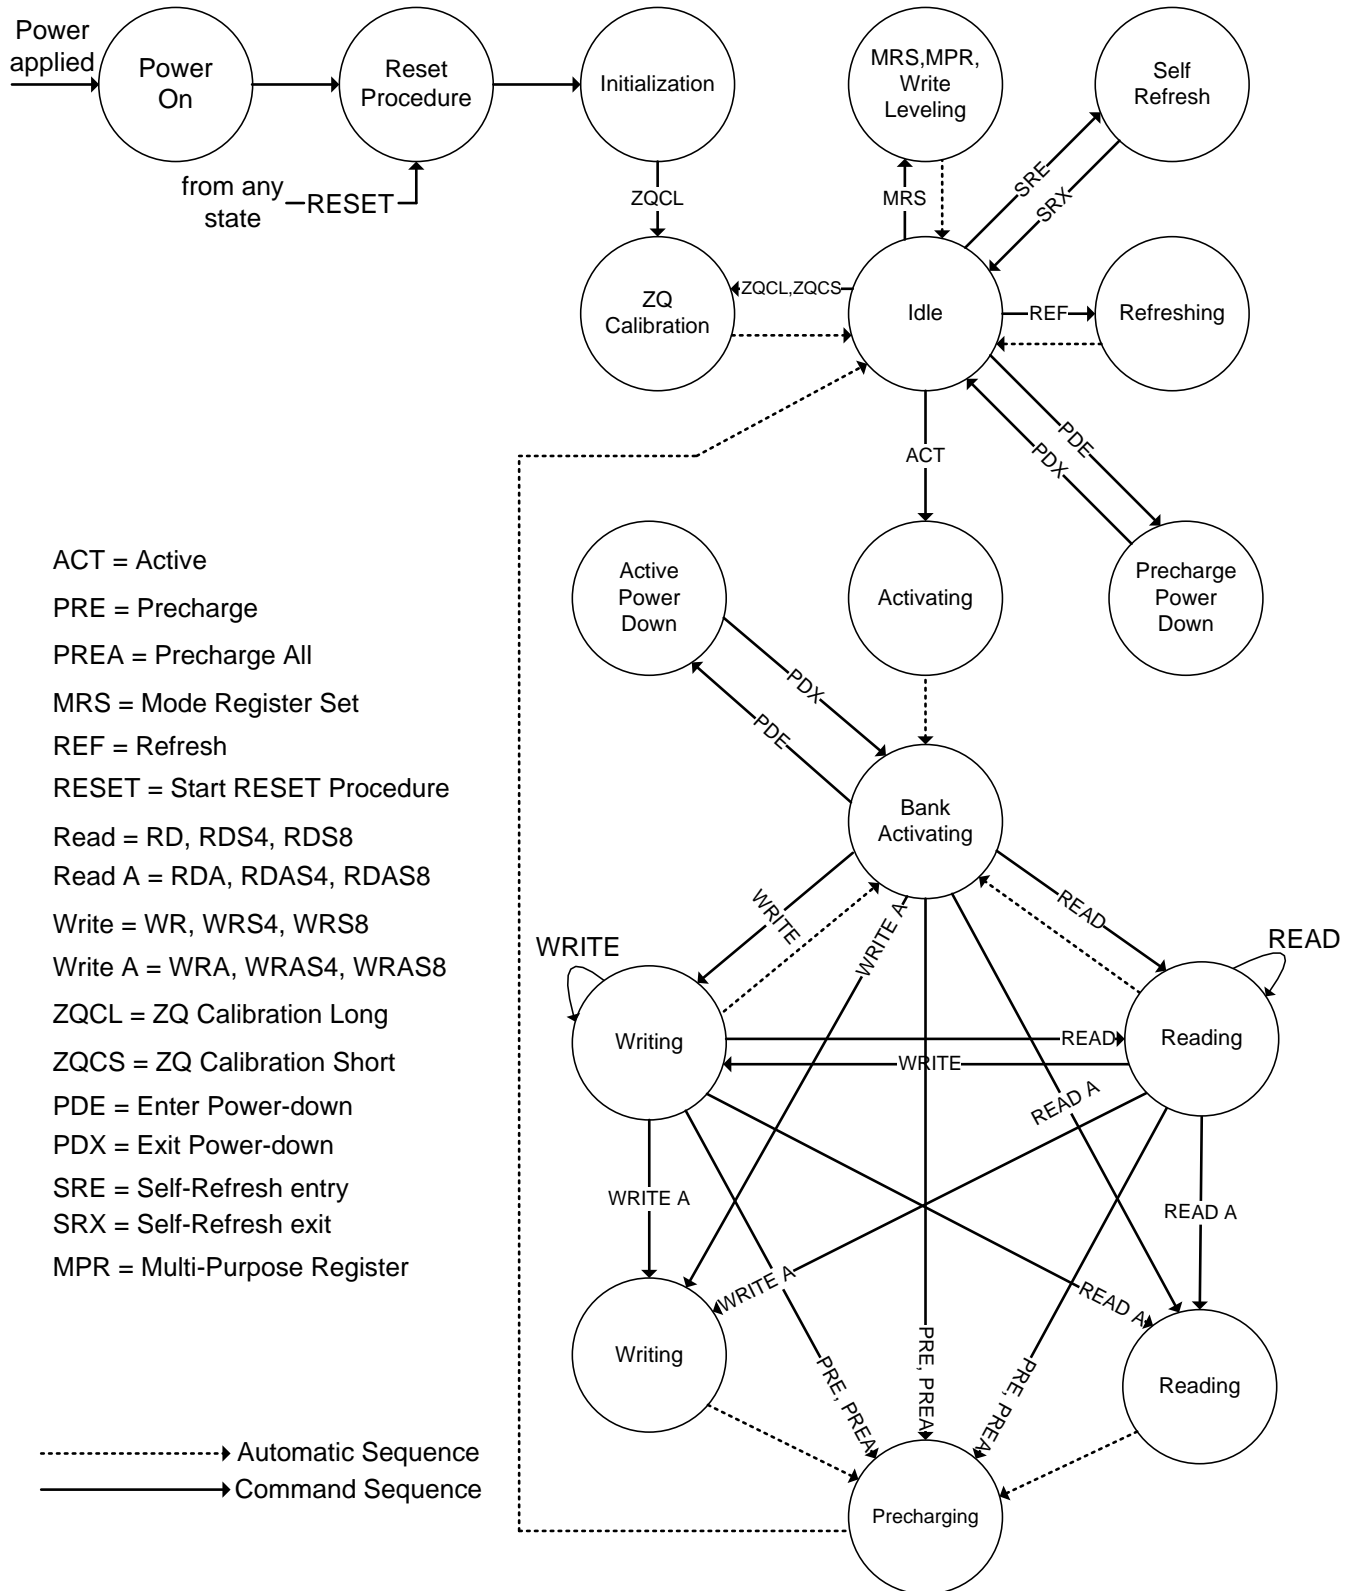 Power
applied
Power
On
Reset
Procedure
Initialization
MRS,MPR,
Write
Leveling
Self
Refresh
from any
state
RESET
ZQCL
MRS
SRE
SRX
ZQ
Calibration
ZQCL,ZQCS
Idle
REF
Refreshing
ACT
PDE
PDX
Active
Power
Down
Activating
Precharge
Power
Down
PDX
PDE
Bank
Activating
ACT = Active
PRE = Precharge
PREA = Precharge All
MRS = Mode Register Set
REF = Refresh
RESET = Start RESET Procedure
Read = RD, RDS4, RDS8
Read A = RDA, RDAS4, RDAS8
Write = WR, WRS4, WRS8
Write A = WRA, WRAS4, WRAS8
ZQCL = ZQ Calibration Long
ZQCS = ZQ Calibration Short
PDE = Enter Power-down
PDX = Exit Power-down
SRE = Self-Refresh entry
SRX = Self-Refresh exit
MPR = Multi-Purpose Register
WRITE
WRITE
WRITE A
READ
READ
Writing
READ
Reading
WRITE
READ A
WRITE A
READ A
WRITE A
READ A
Writing
PRE, PREA
PRE, PREA
PRE, PREA
Reading
Precharging
Automatic Sequence
Command Sequence